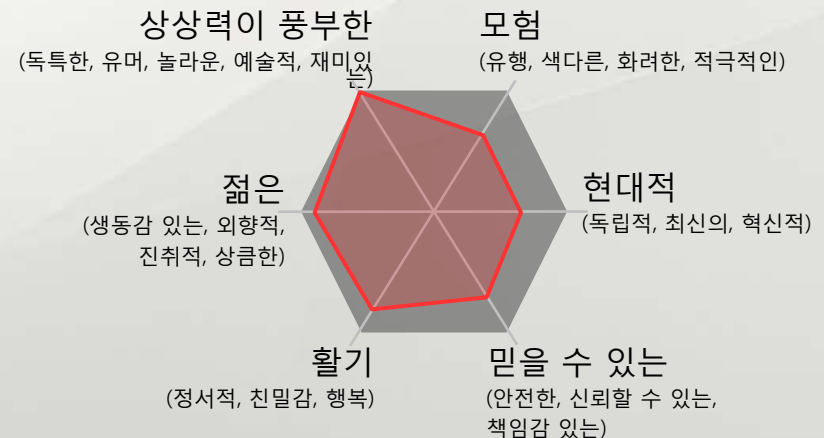 상상력이 풍부한
(독특한, 유머, 놀라운, 예술적, 재미있
는)
모험
(유행, 색다른, 화려한, 적극적인)
젊은
(생동감 있는, 외향적,
진취적, 상큼한)
현대적
(독립적, 최신의, 혁신적)
활기
(정서적, 친밀감, 행복)
믿을 수 있는
(안전한, 신뢰할 수 있는,
책임감 있는)